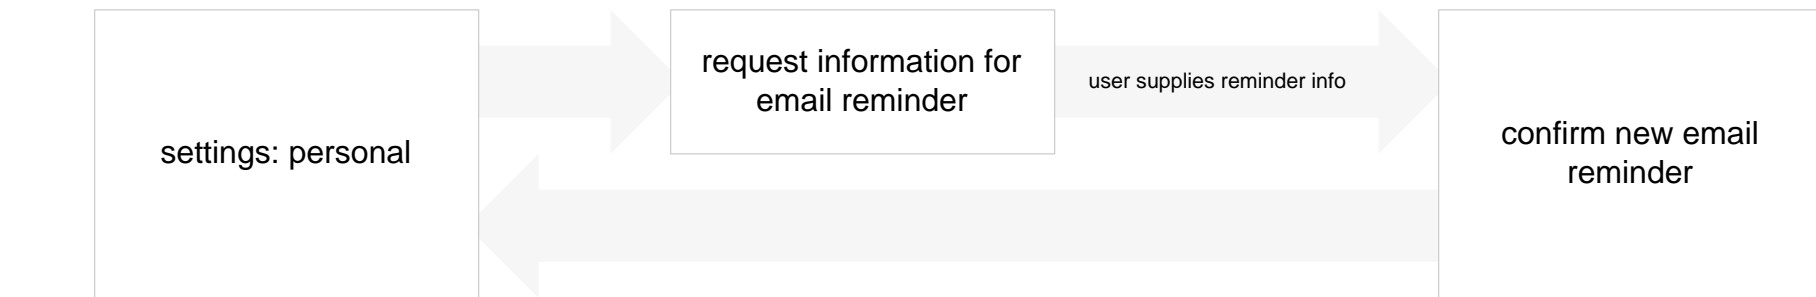 settings: personal
request information for
email reminder
user supplies reminder info
confirm new email
reminder